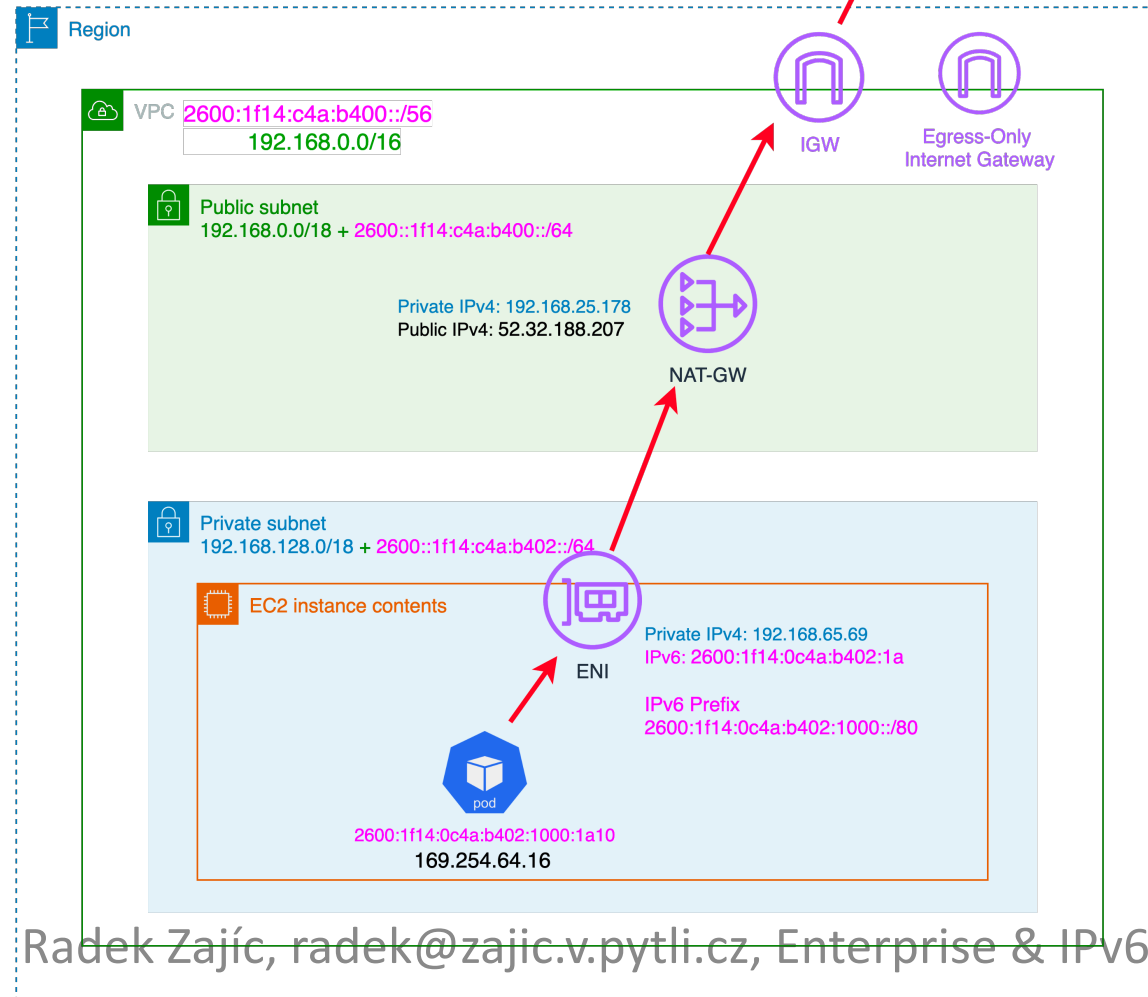 Region
VPC 2600:1f14:c4a:b400::/56
192.168.0.0/16
IGW
Egress-Only
Internet Gateway
Public subnet
192.168.0.0/18 + 2600::1f14:c4a:b400::/64
Private IPv4: 192.168.25.178
Public IPv4: 52.32.188.207
NAT-GW
Private subnet
192.168.128.0/18 + 2600::1f14:c4a:b402::/64
EC2 instance contents
ENI
Private IPv4: 192.168.65.69
IPv6: 2600:1f14:0c4a:b402:1a
IPv6 Prefix
2600:1f14:0c4a:b402:1000::/80
pod
2600:1f14:0c4a:b402:1000:1a10
169.254.64.16
Radek Zajíc, radek@zajic.v.pytli.cz, Enterprise & IPv6